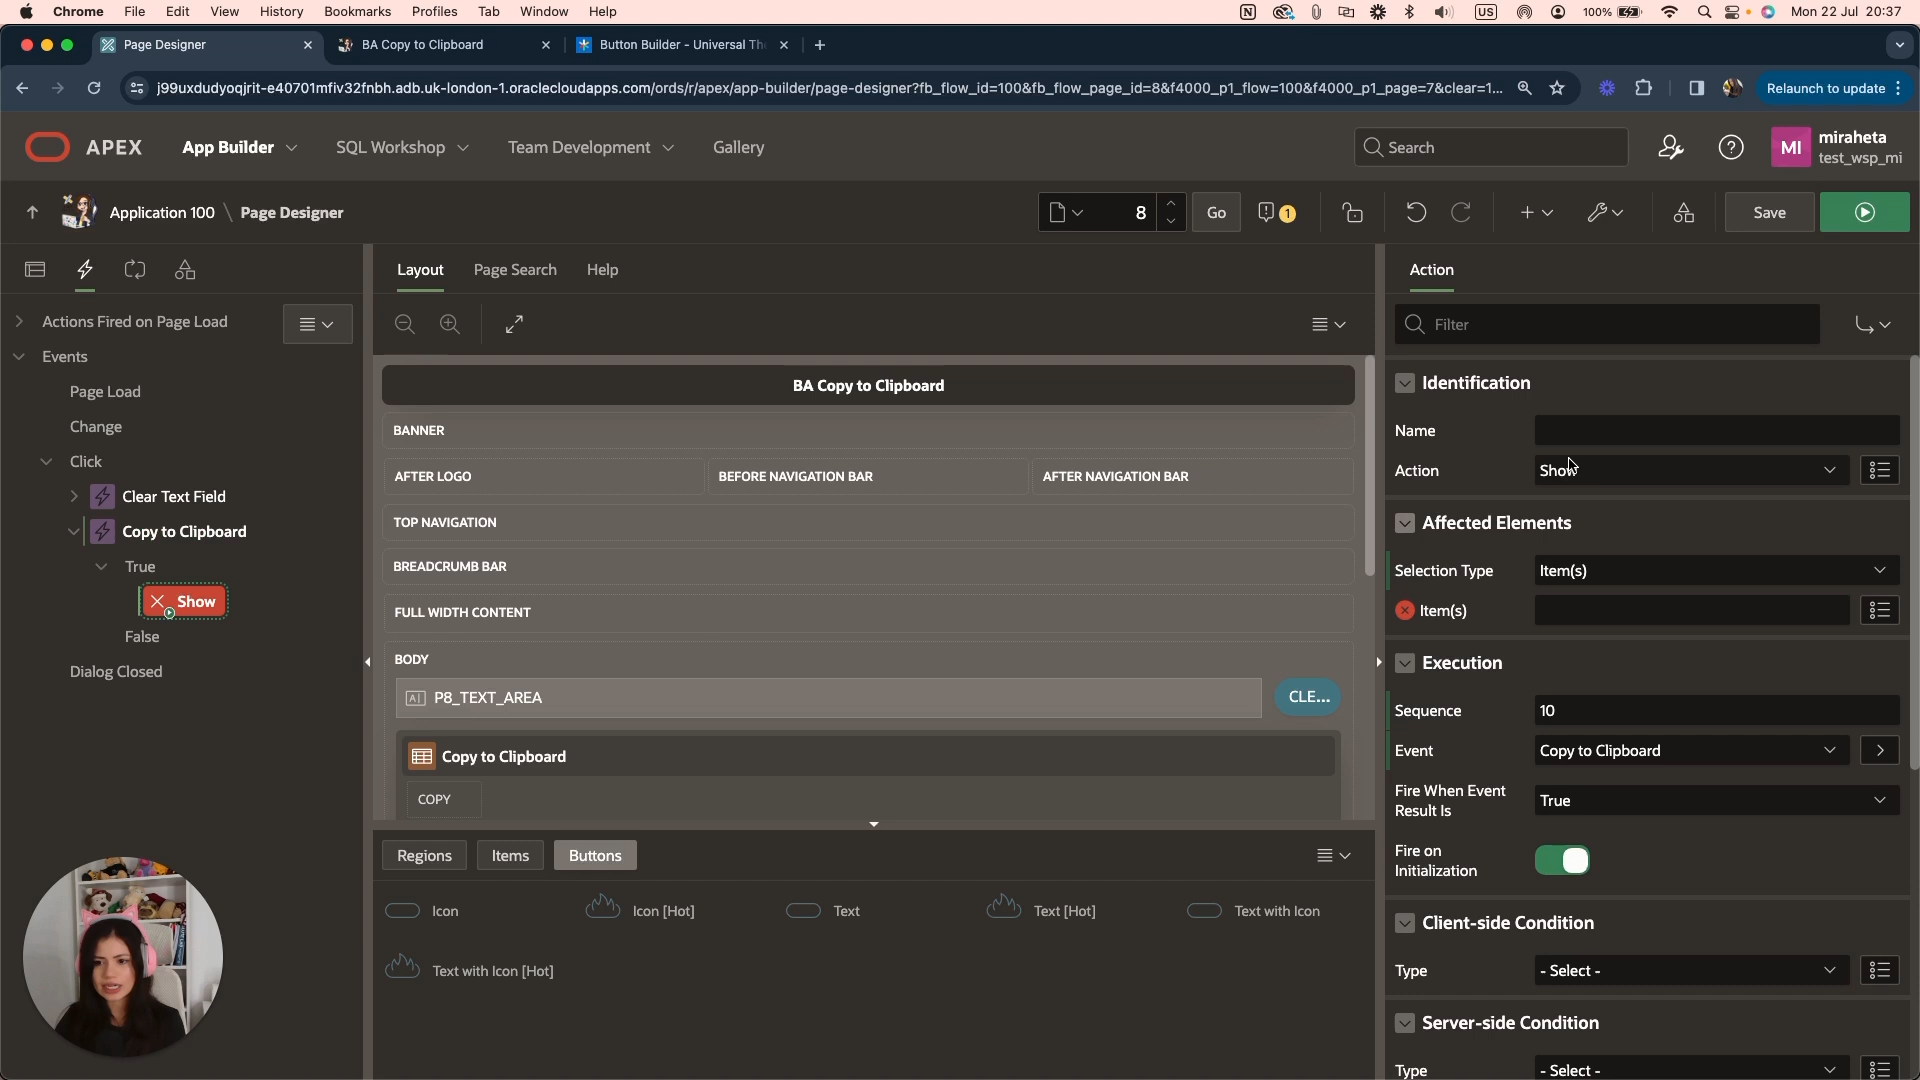 Chrome File Edit View History Bookmarks Profiles Tab Window Help US 100% Mon 22 Jul 20:37
Page Designer BA Copy to Clipboard Button Builder - Universal Th
j99uxdudyoqjrit-e40701mfiv32fnbh.adb.uk-london-1.oraclecloudapps.com/ords/r/apex/app-builder/page-designer?fb_flow_id=100&fb_flow_page_id=8&f4000_p1_flow=100&f4000_p1_page=7&clear=1... Relaunch to update
APEX App Builder SQL Workshop Team Development Gallery Search MI miraheta
test_wsp_mi
Application 100 \ Page Designer 8 Go 1 Save
Layout Page Search Help Action
Actions Fired on Page Load Filter
Events
Page Load
Change
Click
Clear Text Field
Copy to Clipboard
True
Show
False
Dialog Closed
BA Copy to Clipboard
BANNER
AFTER LOGO BEFORE NAVIGATION BAR AFTER NAVIGATION BAR
TOP NAVIGATION
BREADCRUMB BAR
FULL WIDTH CONTENT
BODY
P8_TEXT_AREA CLE...
Copy to Clipboard
COPY
Regions Items Buttons
Icon Icon [Hot] Text Text [Hot] Text with Icon
Text with Icon [Hot]
Identification
Name
Action Show
Affected Elements
Selection Type Item(s)
Item(s)
Execution
Sequence 10
Event Copy to Clipboard
Fire When Event
Result Is True
Fire on
Initialization
Client-side Condition
Type - Select -
Server-side Condition
Type - Select -